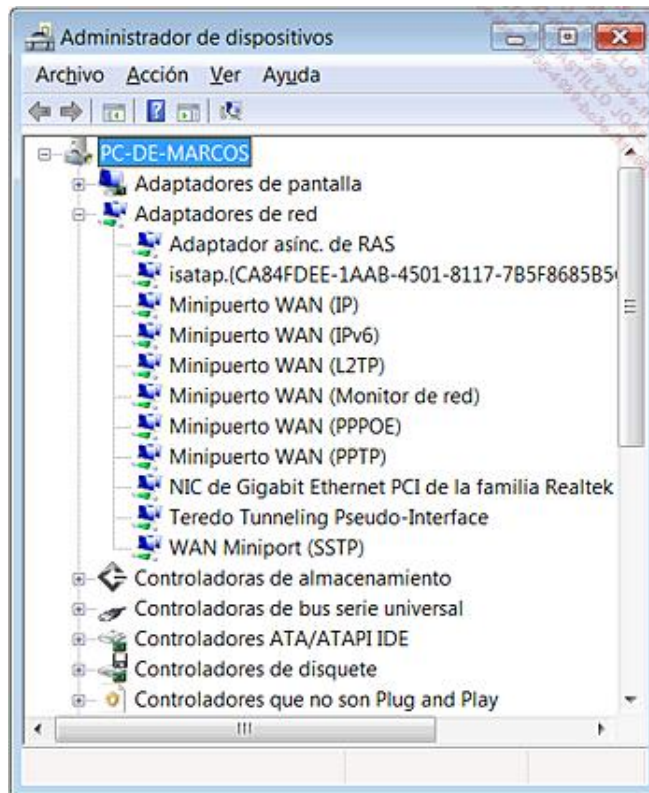 Administrador de dispositivos
Archivo Acción Ver Ayuda
PC-DE-MARCOS
Adaptadores de pantalla
Adaptadores de red
Adaptador asínc. de RAS
isatap.(CA84FDEE-1AAB-4501-8117-7B5F8685B5
Minipuerto WAN (IP)
Minipuerto WAN (IPv6)
Minipuerto WAN (L2TP)
Minipuerto WAN (Monitor de red)
Minipuerto WAN (PPPOE)
Minipuerto WAN (PPTP)
NIC de Gigabit Ethernet PCI de la familia Realtek
Teredo Tunneling Pseudo-Interface
WAN Miniport (SSTP)
Controladoras de almacenamiento
Controladoras de bus serie universal
Controladores ATA/ATAPI IDE
Controladores de disquete
Controladores que no son Plug and Play